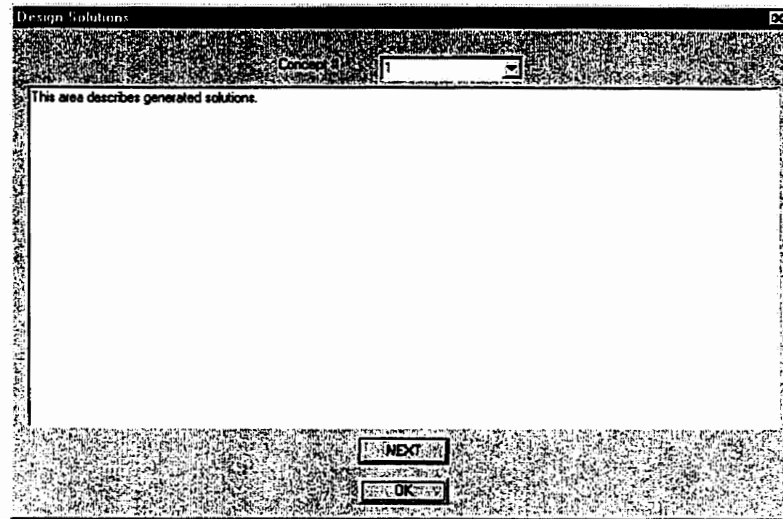 Design Solutions
Concept #
1
This area describes generated solutions.
NEXT
OK